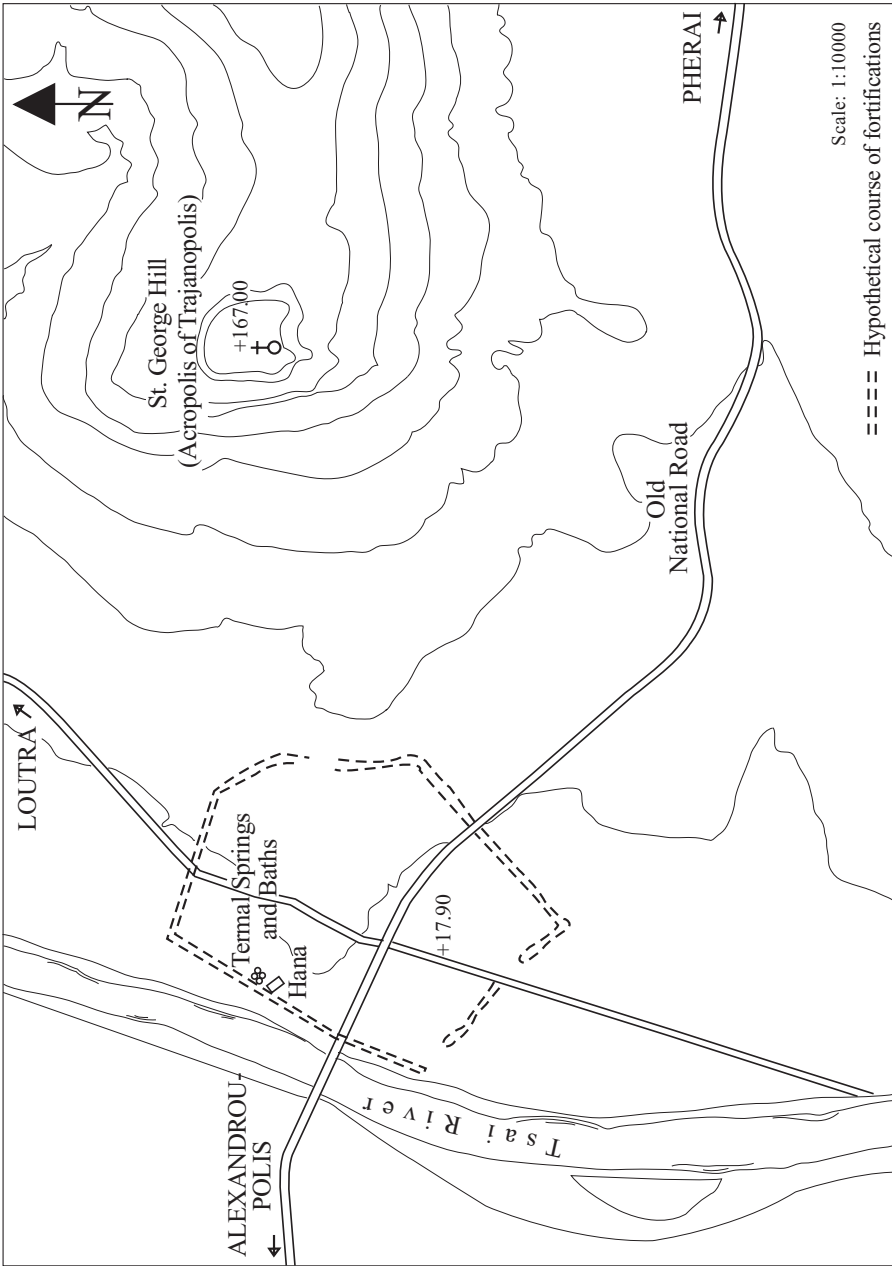 N
St. George Hill
(Acropolis of Trajanopolis)
+167.00
PHERAI
LOUTRA
Old
National Road
Termal Springs
and Baths
Hana
+17.90
ALEXANDROU-
POLIS
Tsai River
Scale: 1:10000
==== Hypothetical course of fortifications